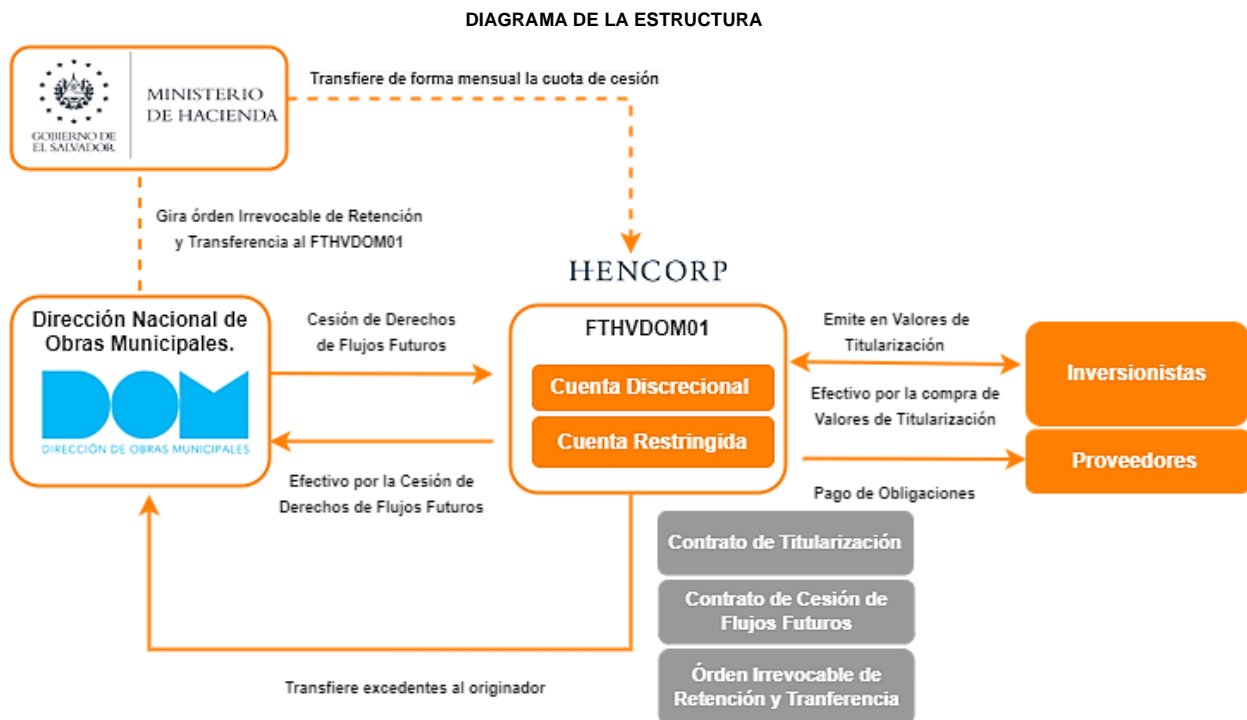 DIAGRAMA DE LA ESTRUCTURA
GOBIERNO DE
EL SALVADOR
MINISTERIO
DE HACIENDA
Transfiere de forma mensual la cuota de cesión
Gira órden Irrevocable de Retención
y Transferencia al FTHVDOM01
HENCORP
Dirección Nacional de
Obras Municipales.
DOM
DIRECCIÓN DE OBRAS MUNICIPALES
Cesión de Derechos
de Flujos Futuros
Efectivo por la Cesión de
Derechos de Flujos Futuros
FTHVDOM01
Cuenta Discrecional
Cuenta Restringida
Emite en Valores de
Titularización
Efectivo por la compra de
Valores de Titularización
Pago de Obligaciones
Inversionistas
Proveedores
Contrato de Titularización
Contrato de Cesión de
Flujos Futuros
Órden Irrevocable de
Retención y Tranferencia
Transfiere excedentes al originador